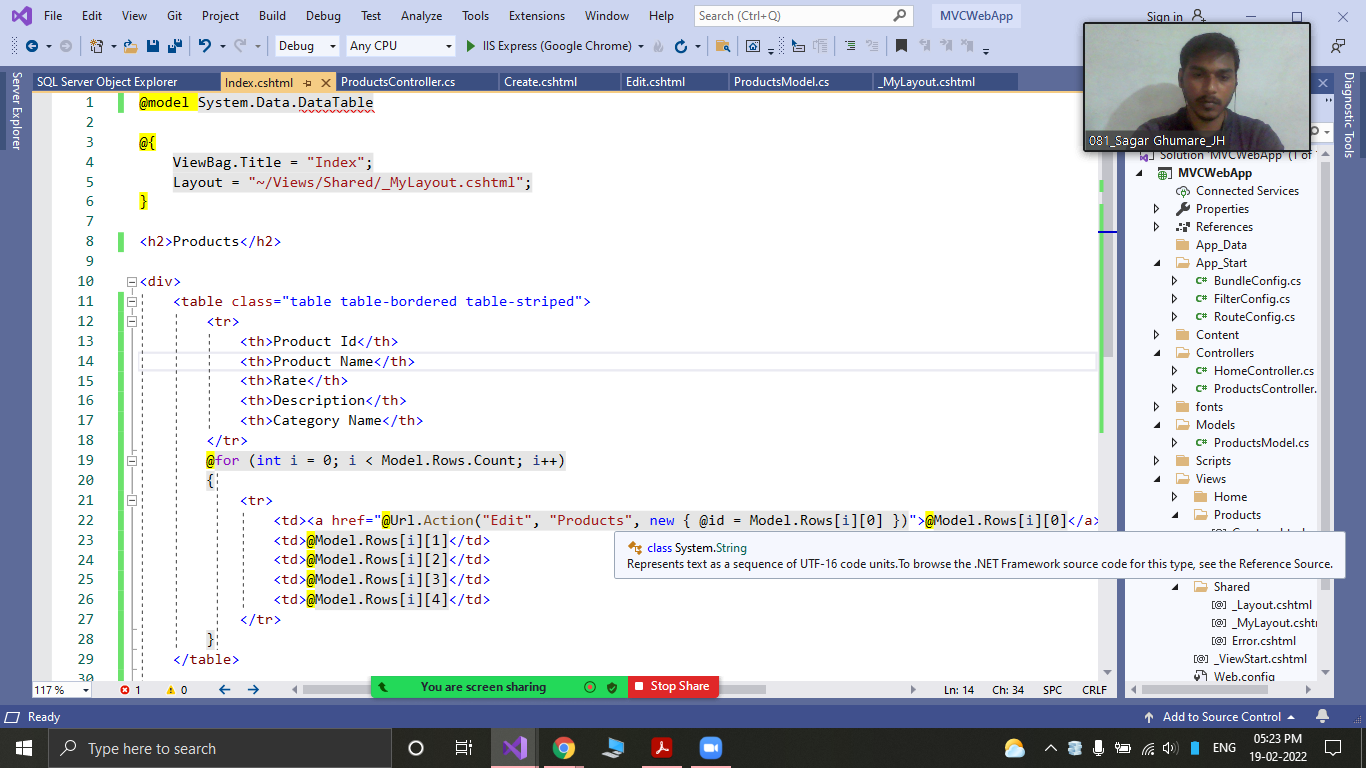 File Edit View Git Project Build Debug Test Analyze Tools Extensions Window Help Search (Ctrl+Q) MVCWebApp Sign in
Debug Any CPU IIS Express (Google Chrome)
SQL Server Object Explorer Index.cshtml ProductsController.cs Create.cshtml Edit.cshtml ProductsModel.cs _MyLayout.cshtml
Server Explorer
Diagnostic Tools
081_Sagar Ghumare_JH
1 @model System.Data.DataTable
2
3 @{
4 ViewBag.Title = "Index";
5 Layout = "~/Views/Shared/_MyLayout.cshtml";
6 }
7
8 <h2>Products</h2>
9
10 <div>
11 <table class="table table-bordered table-striped">
12 <tr>
13 <th>Product Id</th>
14 <th>Product Name</th>
15 <th>Rate</th>
16 <th>Description</th>
17 <th>Category Name</th>
18 </tr>
19 @for (int i = 0; i < Model.Rows.Count; i++)
20 {
21 <tr>
22 <td><a href="@Url.Action("Edit", "Products", new { @id = Model.Rows[i][0] })">@Model.Rows[i][0]</a>
23 <td>@Model.Rows[i][1]</td>
24 <td>@Model.Rows[i][2]</td>
25 <td>@Model.Rows[i][3]</td>
26 <td>@Model.Rows[i][4]</td>
27 </tr>
28 }
29 </table>
30
class System.String
Represents text as a sequence of UTF-16 code units.To browse the .NET Framework source code for this type, see the Reference Source.
Solution 'MVCWebApp' (1 of
MVCWebApp
Connected Services
Properties
References
App_Data
App_Start
C# BundleConfig.cs
C# FilterConfig.cs
C# RouteConfig.cs
Content
Controllers
C# HomeController.cs
C# ProductsController.
fonts
Models
C# ProductsModel.cs
Scripts
Views
Home
Products
Shared
[@] _Layout.cshtml
[@] _MyLayout.csht
[@] Error.cshtml
[@] _ViewStart.cshtml
Web.config
117 % 1 0 You are screen sharing Stop Share Ln: 14 Ch: 34 SPC CRLF
Ready Add to Source Control
Type here to search ENG 05:23 PM
19-02-2022